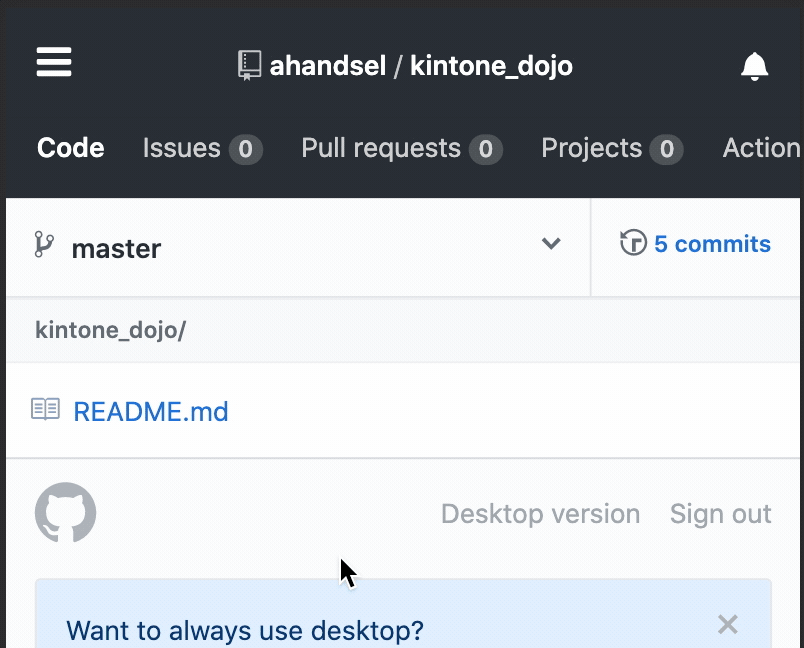 ahandsel / kintone_dojo
Code Issues 0 Pull requests 0 Projects 0 Action
master 5 commits
kintone_dojo/
README.md
Desktop version Sign out
Want to always use desktop?